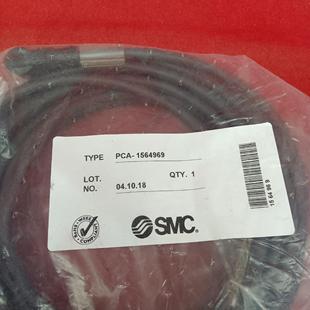 TYPE PCA-1564969
LOT.
NO. 04.10.18 QTY. 1
SMC
1564969